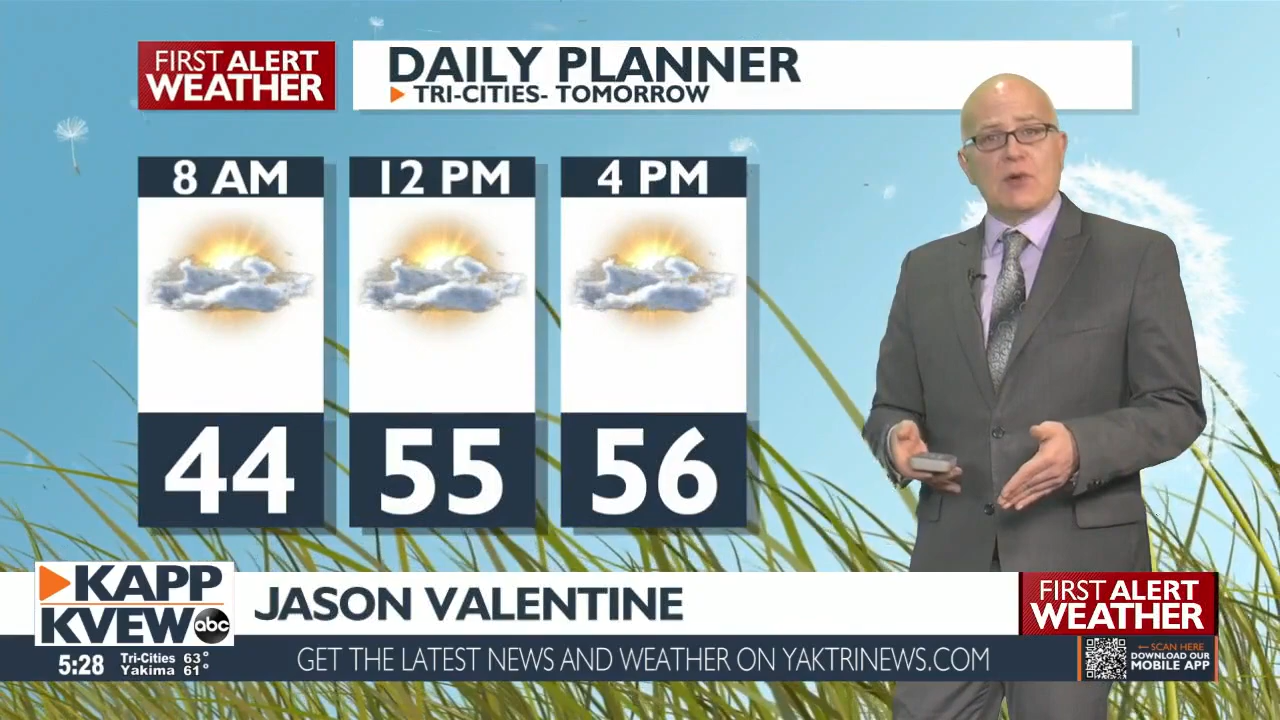 FIRST ALERT
WEATHER
DAILY PLANNER
TRI-CITIES- TOMORROW
8 AM
12 PM
4 PM
44
55
56
KAPP
KVEW abc
JASON VALENTINE
FIRST ALERT
WEATHER
5:28
Tri-Cities 63°
Yakima 61°
GET THE LATEST NEWS AND WEATHER ON YAKTRINEWS.COM
SCAN HERE
DOWNLOAD OUR
MOBILE APP